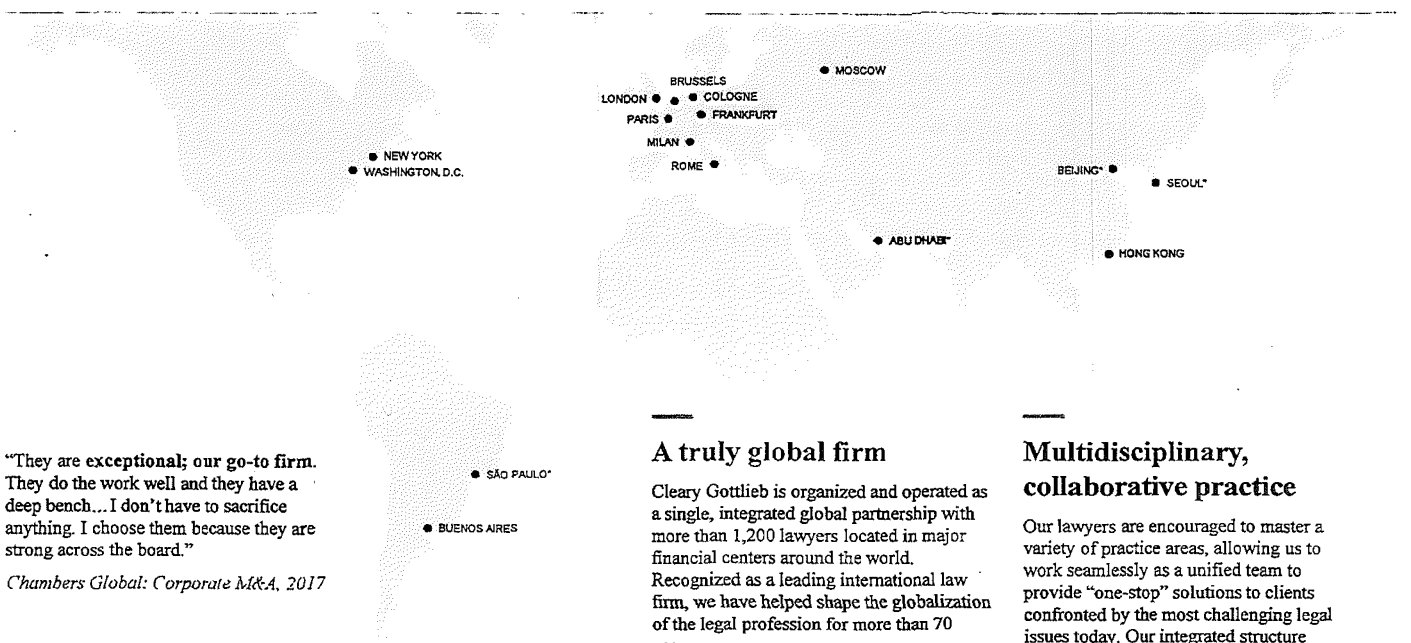 MOSCOW
BRUSSELS
LONDON
COLOGNE
PARIS
FRANKFURT
MILAN
ROME
NEW YORK
WASHINGTON, D.C.
BEIJING*
SEOUL*
ABU DHABI*
HONG KONG
SÃO PAULO*
BUENOS AIRES
“They are exceptional; our go-to firm.
They do the work well and they have a
deep bench... I don’t have to sacrifice
anything. I choose them because they are
strong across the board.”
Chambers Global: Corporate M&A, 2017
A truly global firm
Cleary Gottlieb is organized and operated as
a single, integrated global partnership with
more than 1,200 lawyers located in major
financial centers around the world.
Recognized as a leading international law
firm, we have helped shape the globalization
of the legal profession for more than 70
Multidisciplinary,
collaborative practice
Our lawyers are encouraged to master a
variety of practice areas, allowing us to
work seamlessly as a unified team to
provide “one-stop” solutions to clients
confronted by the most challenging legal
issues today. Our integrated structure